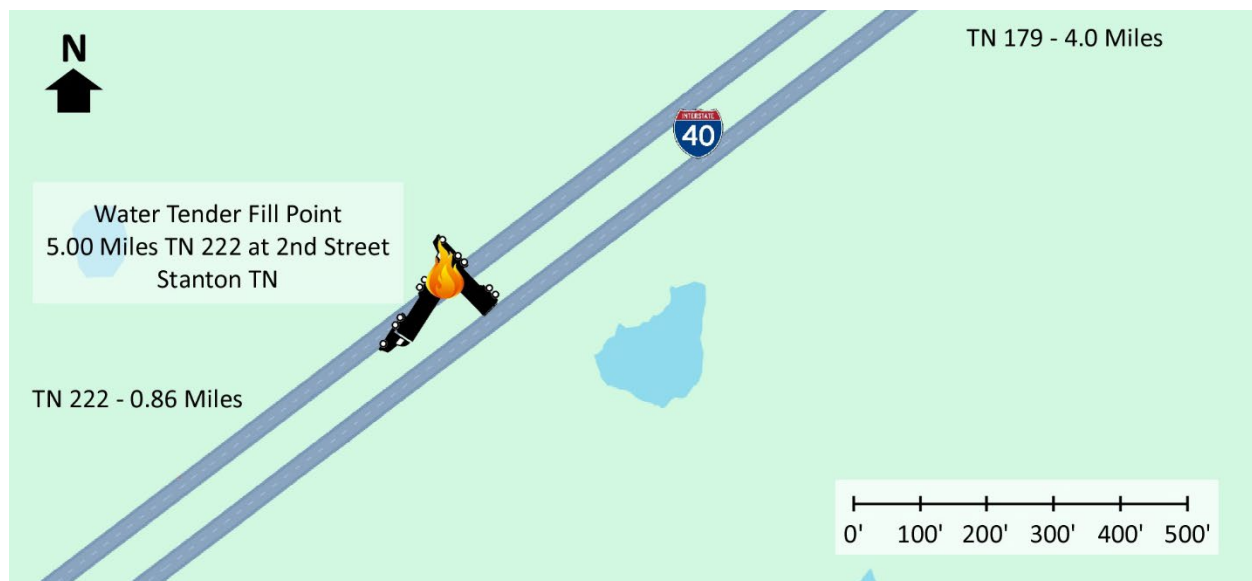 N
TN 179 - 4.0 Miles
INTERSTATE
40
Water Tender Fill Point
5.00 Miles TN 222 at 2nd Street
Stanton TN
TN 222 - 0.86 Miles
0' 100' 200' 300' 400' 500'